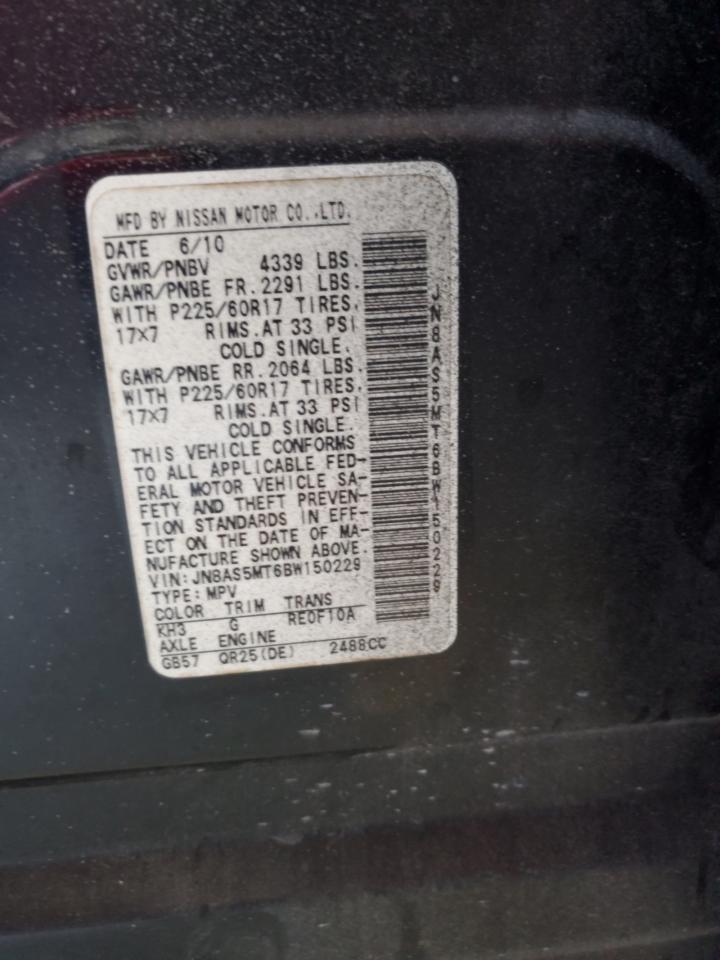 MFD BY NISSAN MOTOR CO.,LTD.
DATE 6/10
GVWR/PNBV 4339 LBS.
GAWR/PNBE FR.2291 LBS.
WITH P225/60R17 TIRES.
17X7 RIMS.AT 33 PSI
COLD SINGLE.
GAWR/PNBE RR.2064 LBS.
WITH P225/60R17 TIRES.
17X7 RIMS.AT 33 PSI
COLD SINGLE.
THIS VEHICLE CONFORMS
TO ALL APPLICABLE FED-
ERAL MOTOR VEHICLE SA-
FETY AND THEFT PREVEN-
TION STANDARDS IN EFF-
ECT ON THE DATE OF MA-
NUFACTURE SHOWN ABOVE.
VIN:JN8AS5MT6BW150229
TYPE:MPV
COLOR TRIM TRANS
KH3 G RE0F10A
AXLE ENGINE
GB57 QR25(DE) 2488CC
JN8AS5MT6BW150229